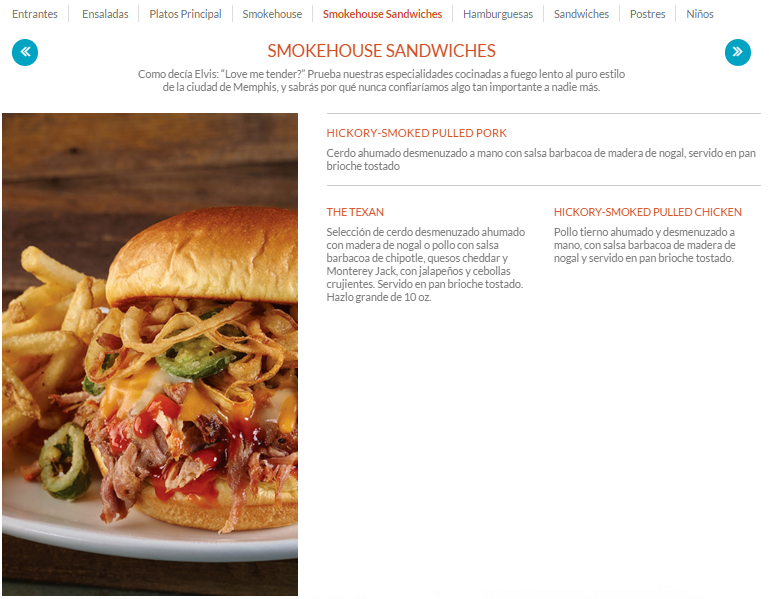 Entrantes
Ensaladas
Platos Principal
Smokehouse
Smokehouse Sandwiches
Hamburguesas
Sandwiches
Postres
Niños
SMOKEHOUSE SANDWICHES
Como decía Elvis: “Love me tender?” Prueba nuestras especialidades cocinadas a fuego lento al puro estilo
de la ciudad de Memphis, y sabrás por qué nunca confiaríamos algo tan importante a nadie más.
HICKORY-SMOKED PULLED PORK
Cerdo ahumado desmenuzado a mano con salsa barbacoa de madera de nogal, servido en pan
brioche tostado
THE TEXAN
Selección de cerdo desmenuzado ahumado
con madera de nogal o pollo con salsa
barbacoa de chipotle, quesos cheddar y
Monterey Jack, con jalapeños y cebollas
crujientes. Servido en pan brioche tostado.
Hazlo grande de 10 oz.
HICKORY-SMOKED PULLED CHICKEN
Pollo tierno ahumado y desmenuzado a
mano, con salsa barbacoa de madera de
nogal y servido en pan brioche tostado.